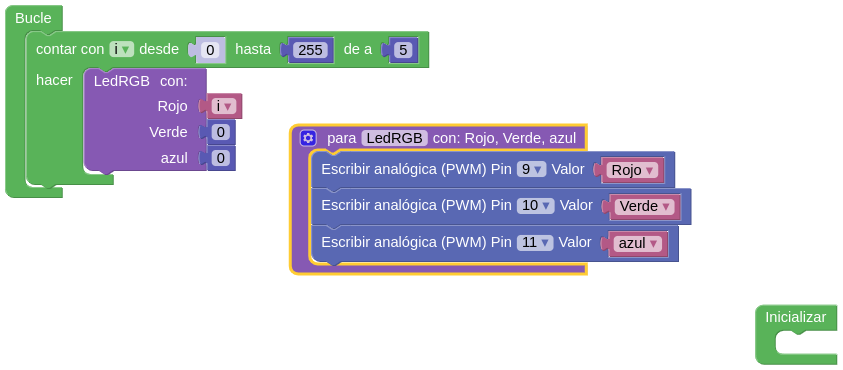 Bucle
contar con i ▾ desde 0 hasta 255 de a 5
hacer LedRGB con:
Rojo i ▾
Verde 0
azul 0
para LedRGB con: Rojo, Verde, azul
Escribir analógica (PWM) Pin 9 ▾ Valor Rojo ▾
Escribir analógica (PWM) Pin 10 ▾ Valor Verde ▾
Escribir analógica (PWM) Pin 11 ▾ Valor azul ▾
Inicializar